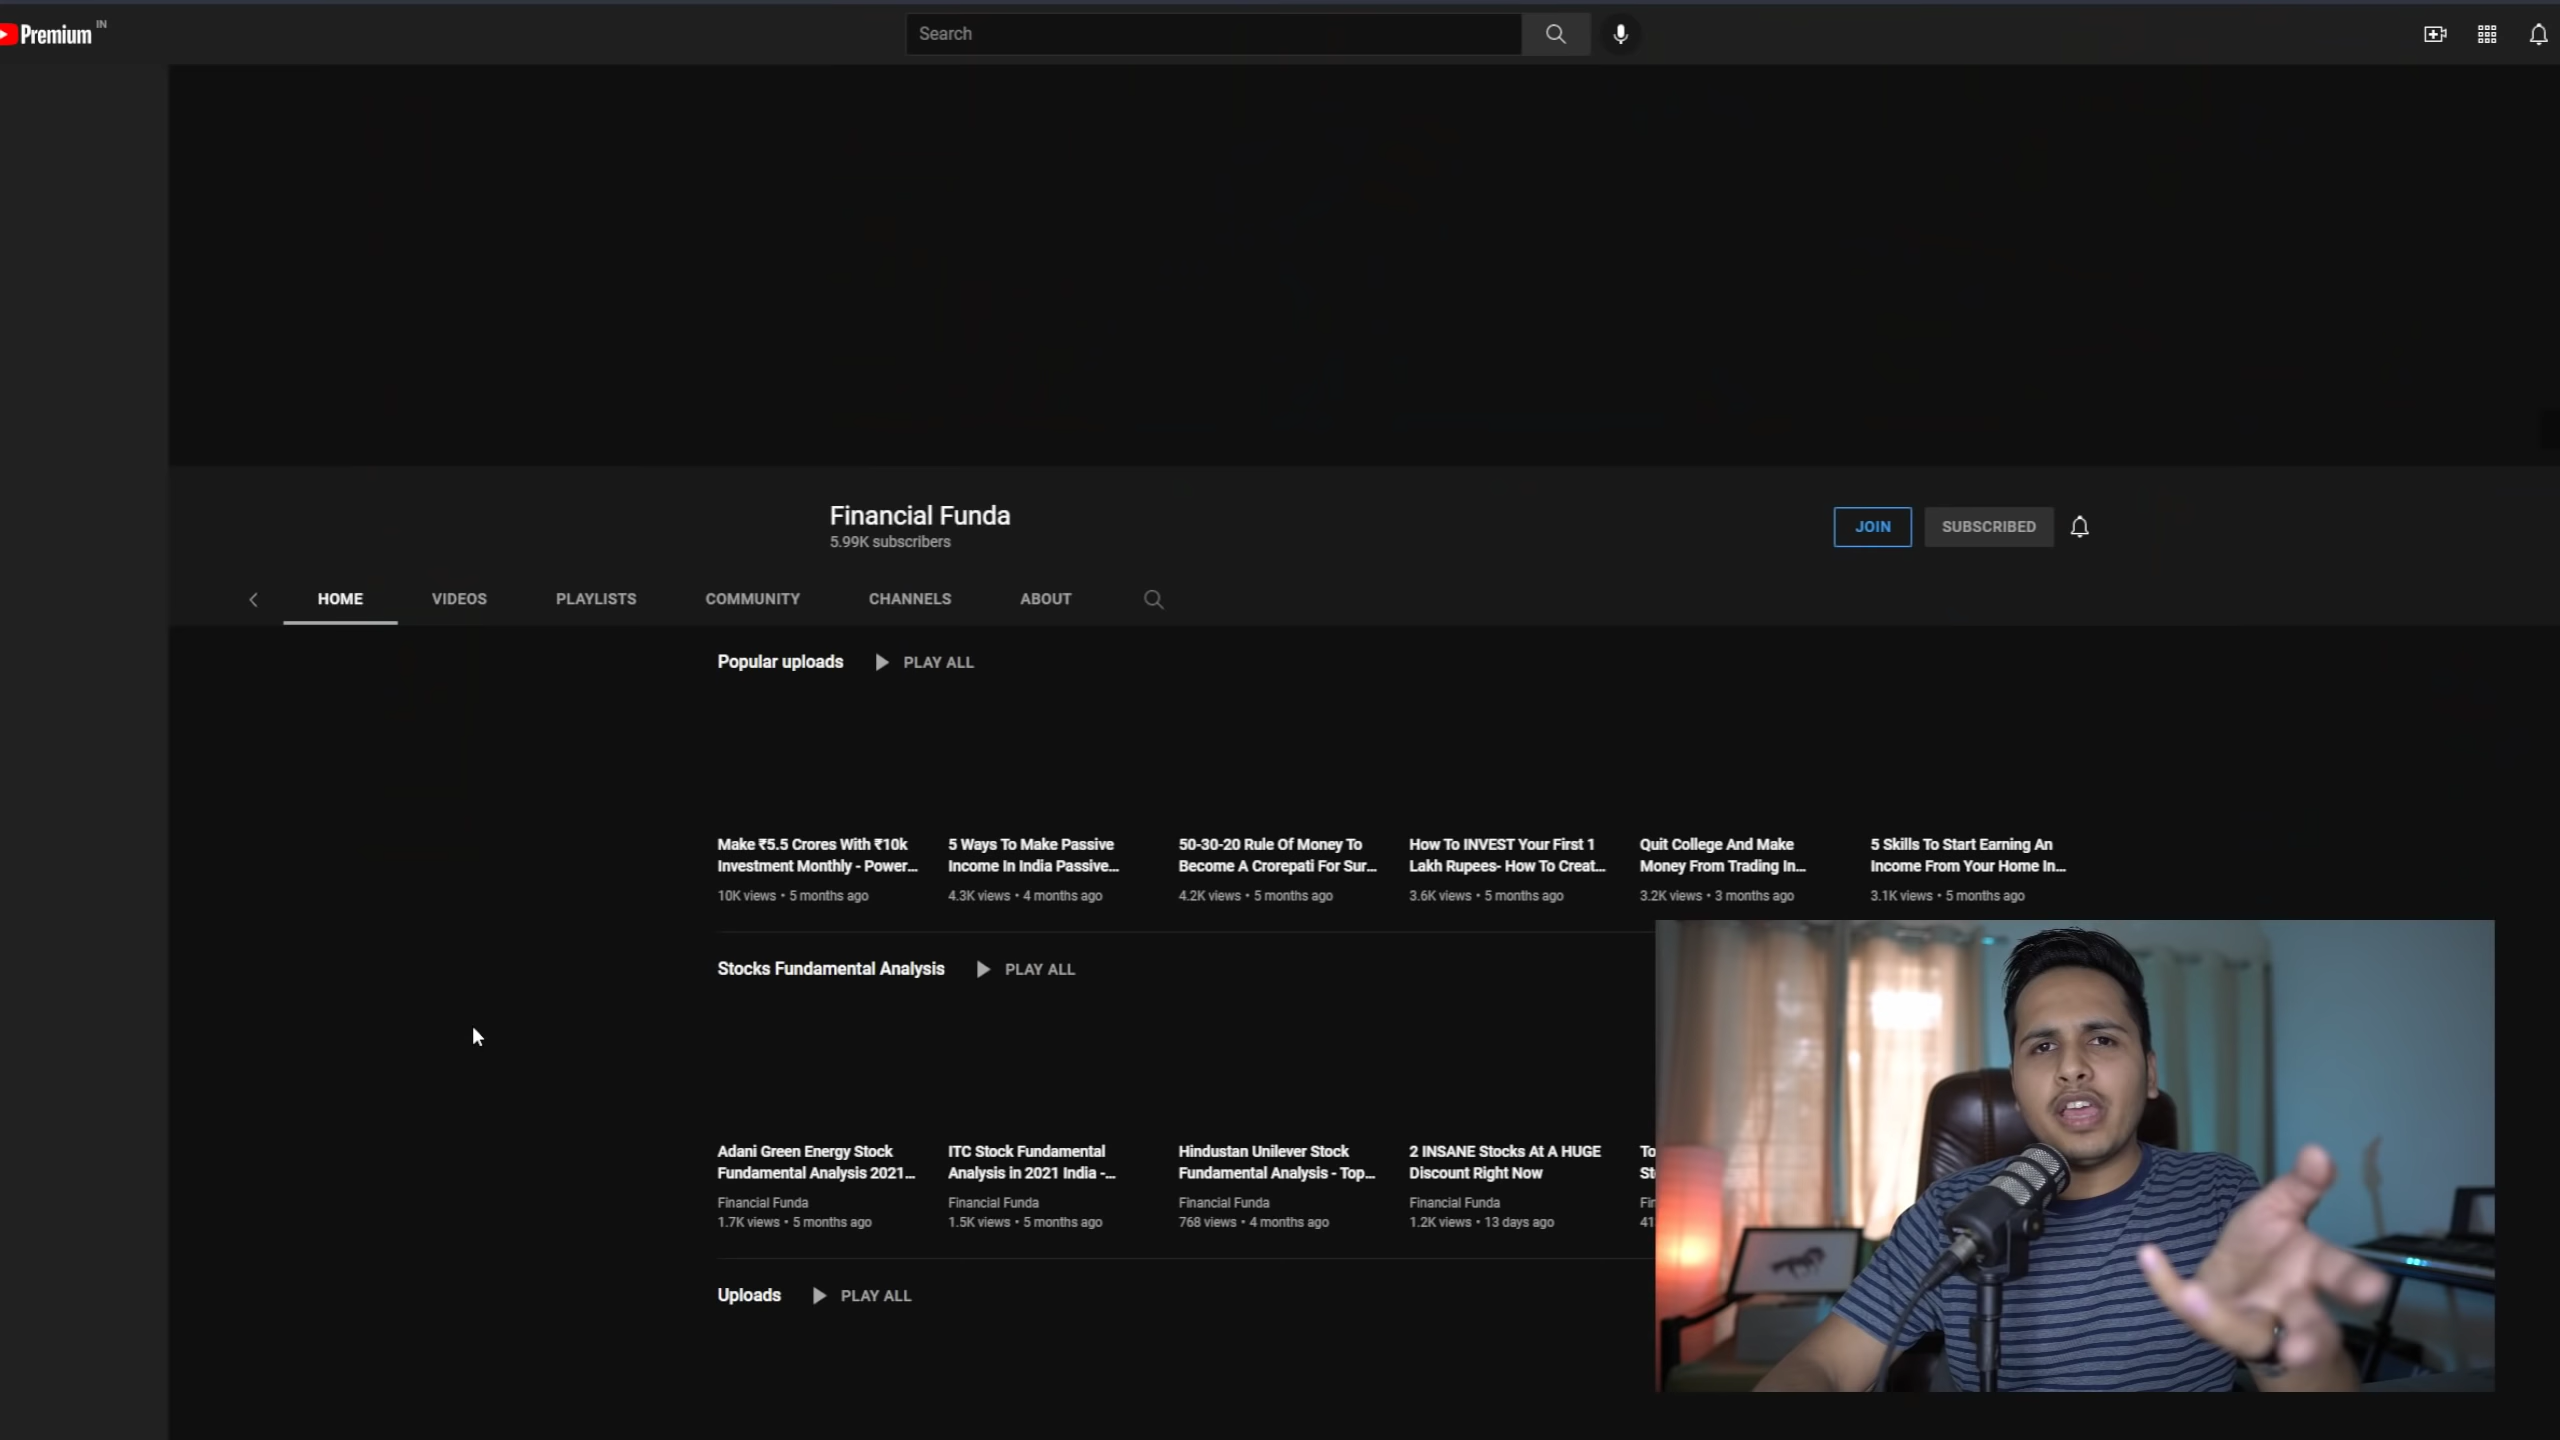 Premium IN
Search
Financial Funda
5.99K subscribers
JOIN
SUBSCRIBED
HOME
VIDEOS
PLAYLISTS
COMMUNITY
CHANNELS
ABOUT
Popular uploads
PLAY ALL
Make ₹5.5 Crores With ₹10k
Investment Monthly - Power...
10K views • 5 months ago
5 Ways To Make Passive
Income In India Passive...
4.3K views • 4 months ago
50-30-20 Rule Of Money To
Become A Crorepati For Sur...
4.2K views • 5 months ago
How To INVEST Your First 1
Lakh Rupees- How To Creat...
3.6K views • 5 months ago
Quit College And Make
Money From Trading In...
3.2K views • 3 months ago
5 Skills To Start Earning An
Income From Your Home In...
3.1K views • 5 months ago
Stocks Fundamental Analysis
PLAY ALL
Adani Green Energy Stock
Fundamental Analysis 2021...
Financial Funda
1.7K views • 5 months ago
ITC Stock Fundamental
Analysis in 2021 India -...
Financial Funda
1.5K views • 5 months ago
Hindustan Unilever Stock
Fundamental Analysis - Top...
Financial Funda
768 views • 4 months ago
2 INSANE Stocks At A HUGE
Discount Right Now
Financial Funda
1.2K views • 13 days ago
Uploads
PLAY ALL